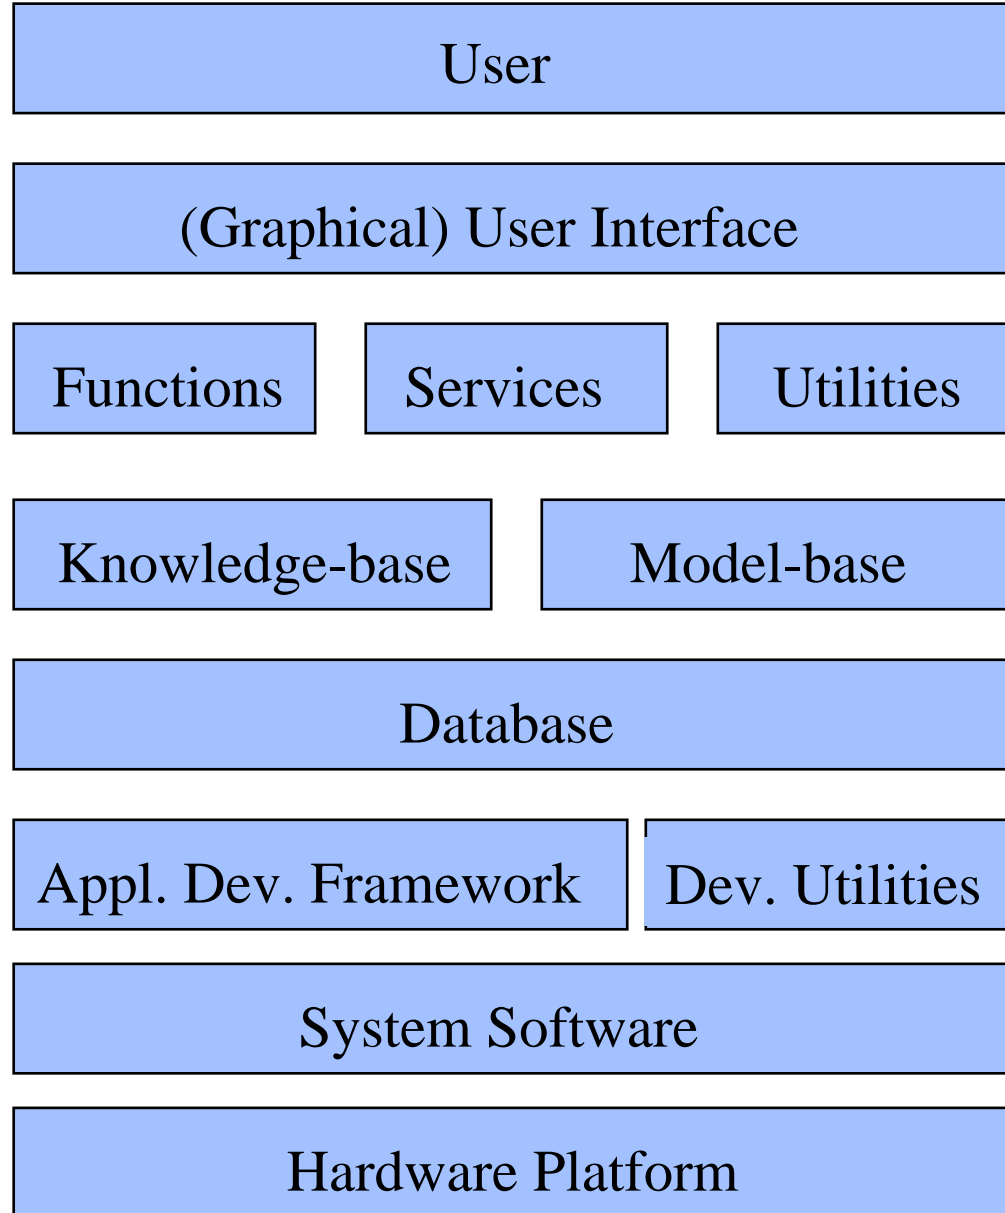 User
(Graphical) User Interface
Functions Services Utilities
Knowledge-base Model-base
Database
Appl. Dev. Framework Dev. Utilities
System Software
Hardware Platform